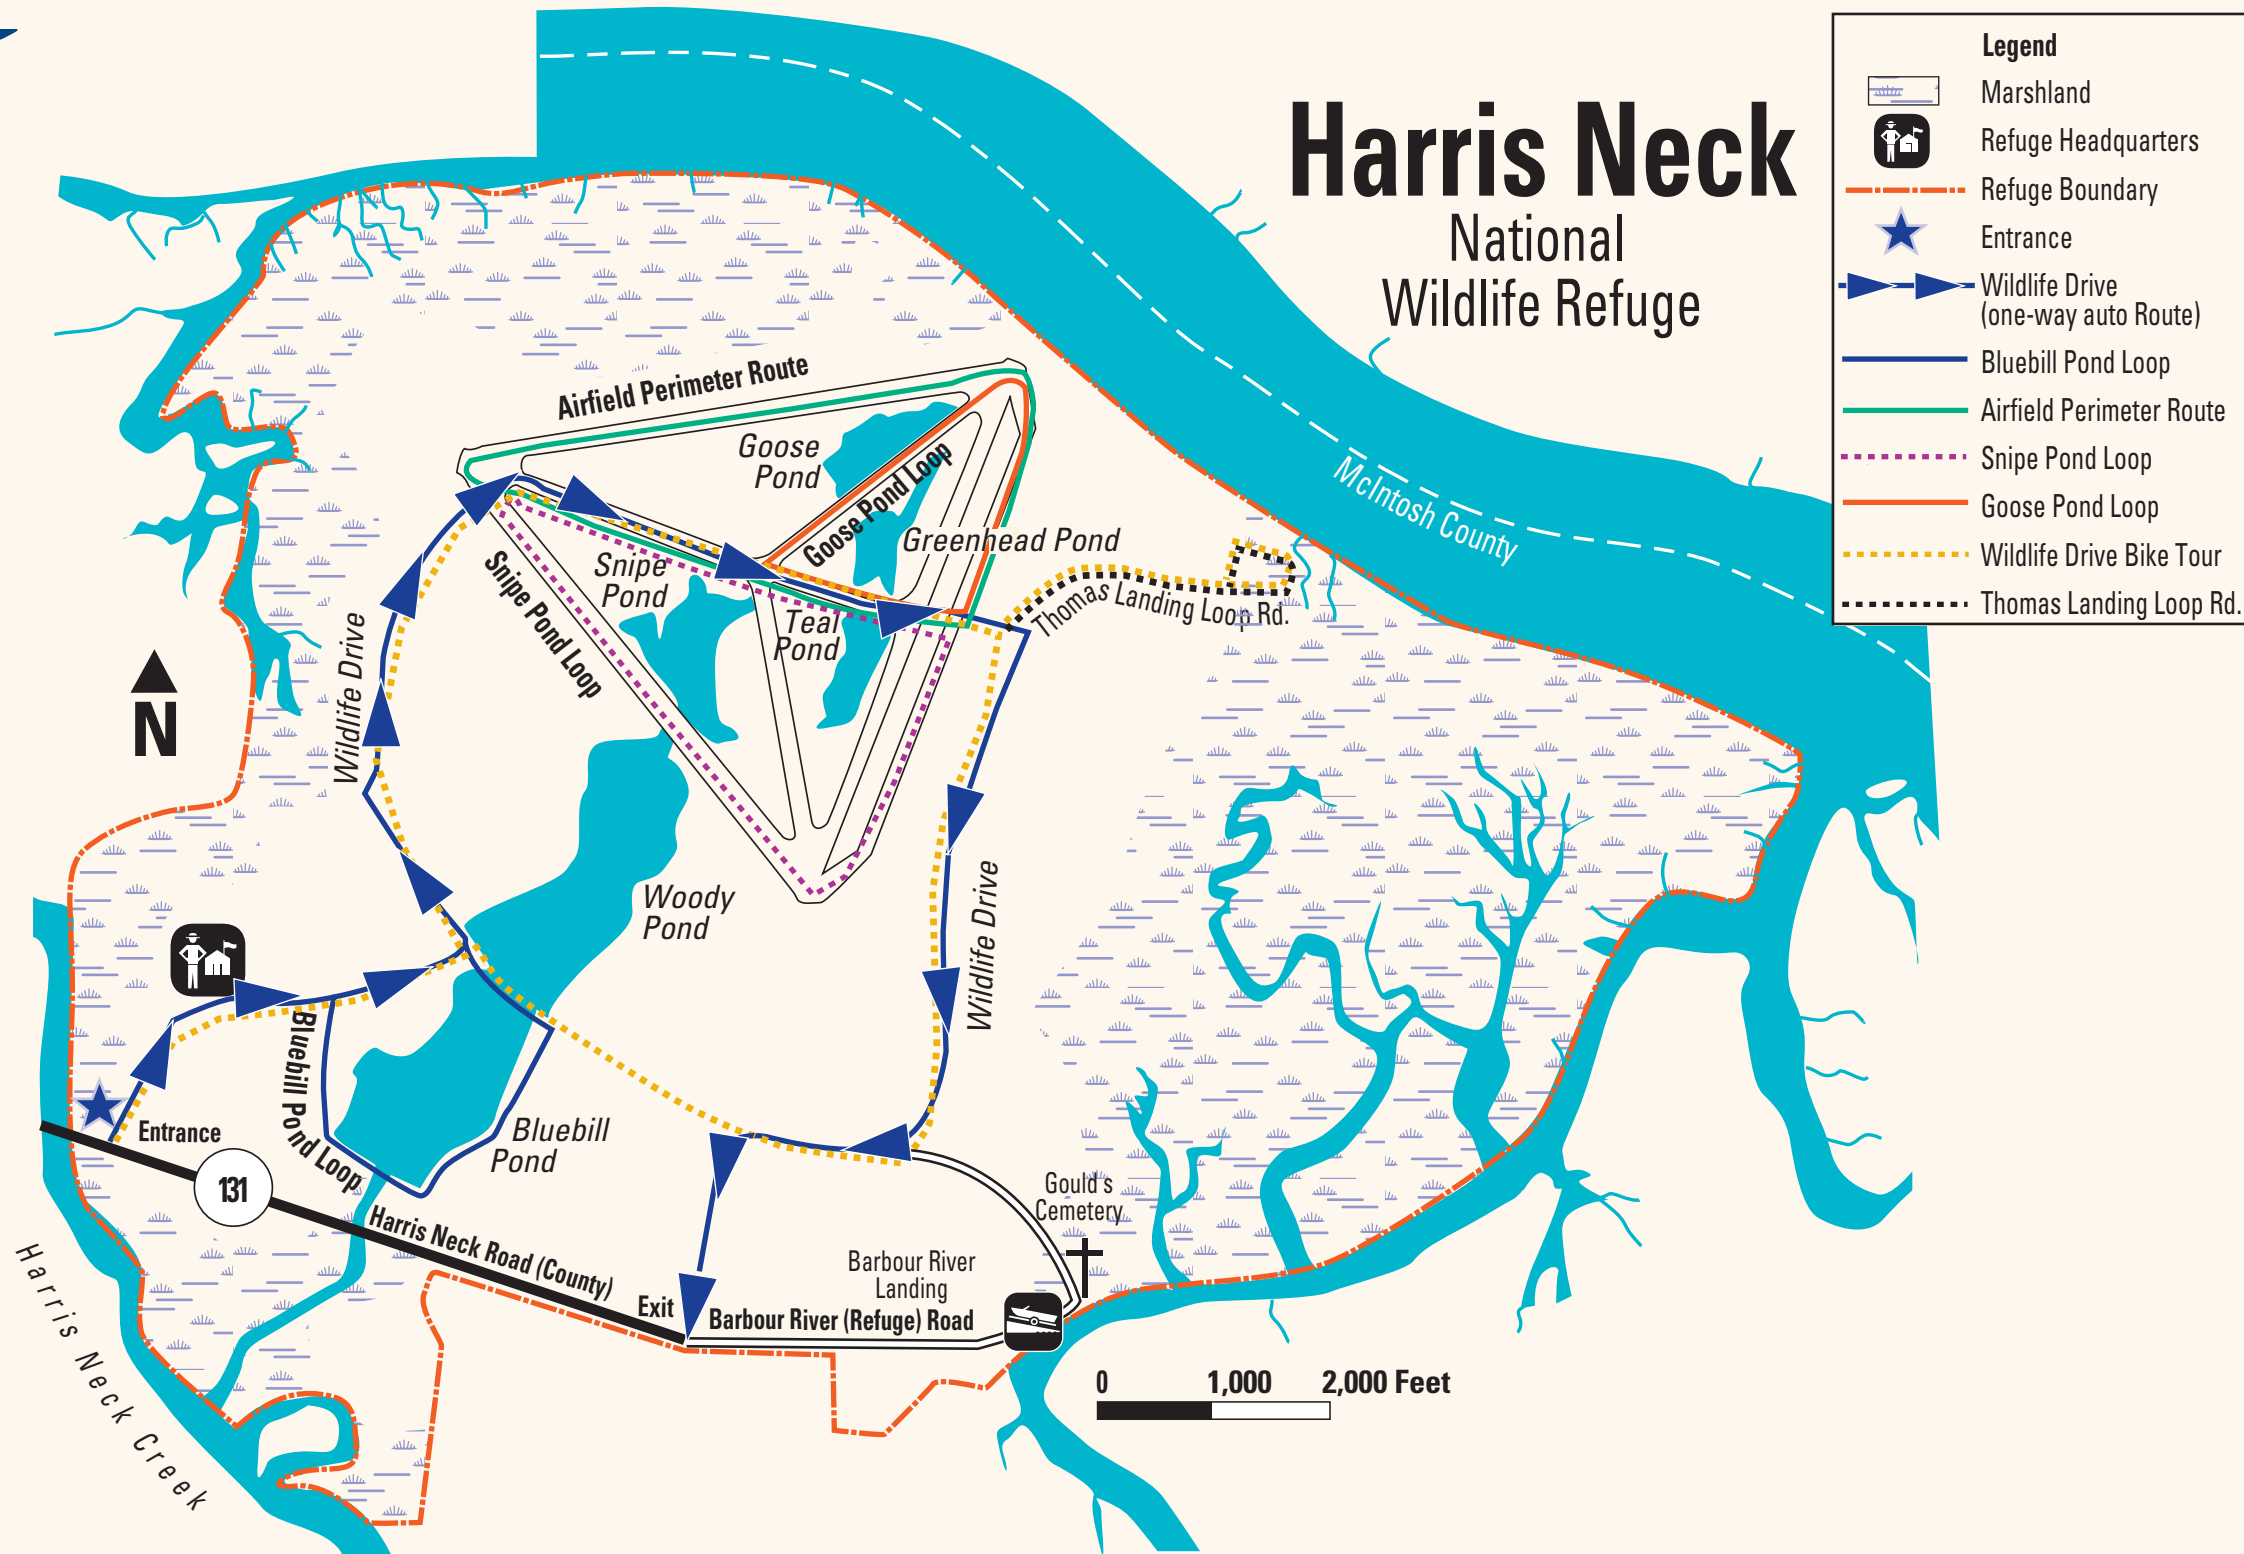 Harris Neck
National
Wildlife Refuge
Legend
Marshland
Refuge Headquarters
Refuge Boundary
Entrance
Wildlife Drive
(one-way auto Route)
Bluebill Pond Loop
Airfield Perimeter Route
Snipe Pond Loop
Goose Pond Loop
Wildlife Drive Bike Tour
Thomas Landing Loop Rd.
Airfield Perimeter Route
Goose
Pond
Goose Pond Loop
Greenhead Pond
McIntosh County
Snipe
Pond
Snipe Pond Loop
Teal
Pond
Thomas Landing Loop Rd.
Wildlife Drive
N
Woody
Pond
Wildlife Drive
Bluebill Pond Loop
Bluebill
Pond
Entrance
131
Harris Neck Road (County)
Gould's
Cemetery
Barbour River
Landing
Exit
Barbour River (Refuge) Road
Harris Neck Creek
0 1,000 2,000 Feet